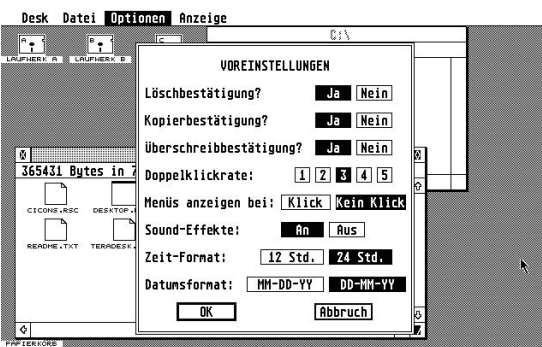 Desk Datei Optionen Anzeige
C:\
A B C
LAUFWERK A LAUFWERK B
VOREINSTELLUNGEN
Löschbestätigung? Ja Nein
Kopierbestätigung? Ja Nein
Überschreibbestätigung? Ja Nein
Doppelklickrate: 1 2 3 4 5
Menüs anzeigen bei: Klick Kein Klick
Sound-Effekte: An Aus
Zeit-Format: 12 Std. 24 Std.
Datumsformat: MM-DD-YY DD-MM-YY
OK Abbruch
365431 Bytes in 7
CICONS.RSC DESKTOP.
README.TXT TERADESK.
PAPIERKORB